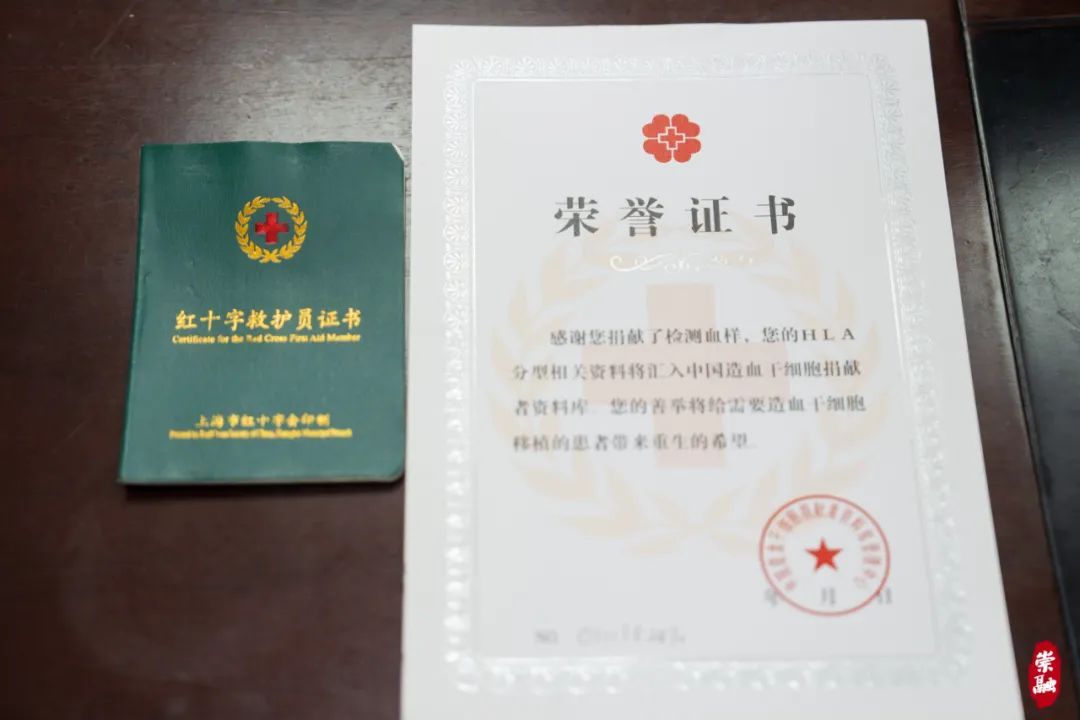 红十字救护员证书
Certificate for the Red Cross First Aid Member
上海市红十字会印制
荣誉证书
感谢您捐献了检测血样，您的HLA
分型相关资料将汇入中国造血干细胞捐献
者资料库。您的善举将给需要造血干细胞
移植的患者带来重生的希望。
年 月 日
NO
崇融